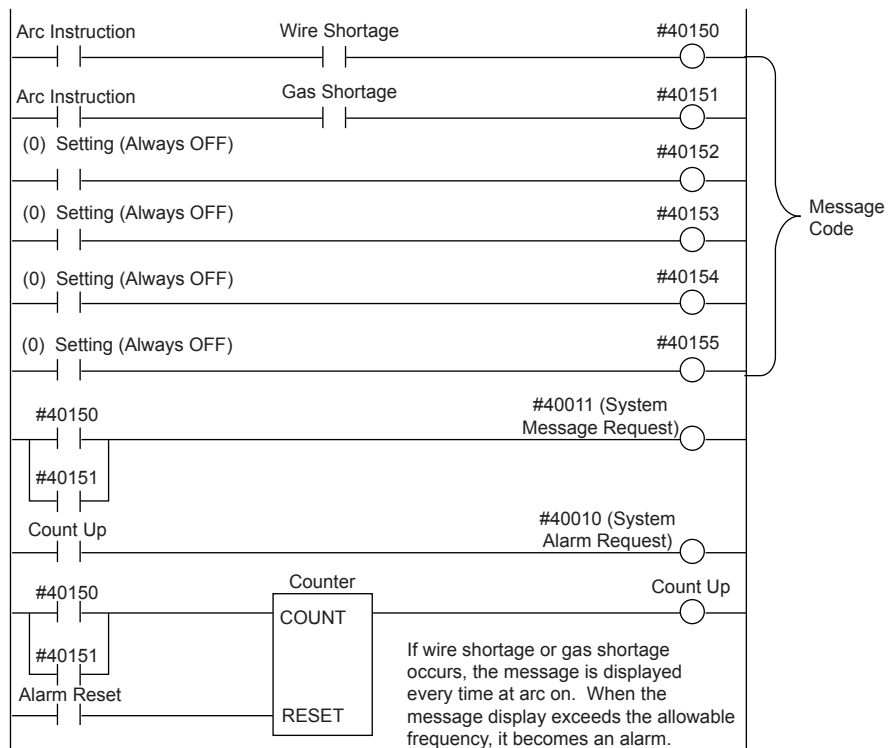 Arc Instruction
Wire Shortage
#40150
Arc Instruction
Gas Shortage
#40151
(0) Setting (Always OFF)
#40152
(0) Setting (Always OFF)
#40153
(0) Setting (Always OFF)
#40154
(0) Setting (Always OFF)
#40155
Message
Code
#40150
#40011 (System
Message Request)
#40151
Count Up
#40010 (System
Alarm Request)
#40150
Counter
Count Up
COUNT
#40151
Alarm Reset
RESET
If wire shortage or gas shortage
occurs, the message is displayed
every time at arc on. When the
message display exceeds the allowable
frequency, it becomes an alarm.